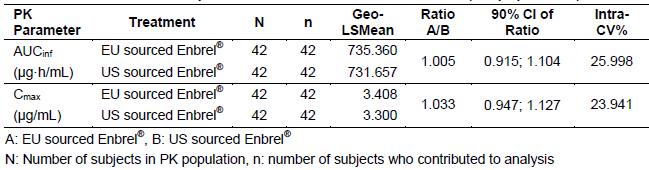 PK Parameter Treatment N n Geo-LSMean Ratio A/B 90% CI of Ratio Intra-CV%
AUCinf (µg·h/mL) EU sourced Enbrel® 42 42 735.360 1.005 0.915; 1.104 25.998
US sourced Enbrel® 42 42 731.657
Cmax (µg/mL) EU sourced Enbrel® 42 42 3.408 1.033 0.947; 1.127 23.941
US sourced Enbrel® 42 42 3.300
A: EU sourced Enbrel®, B: US sourced Enbrel®
N: Number of subjects in PK population, n: number of subjects who contributed to analysis